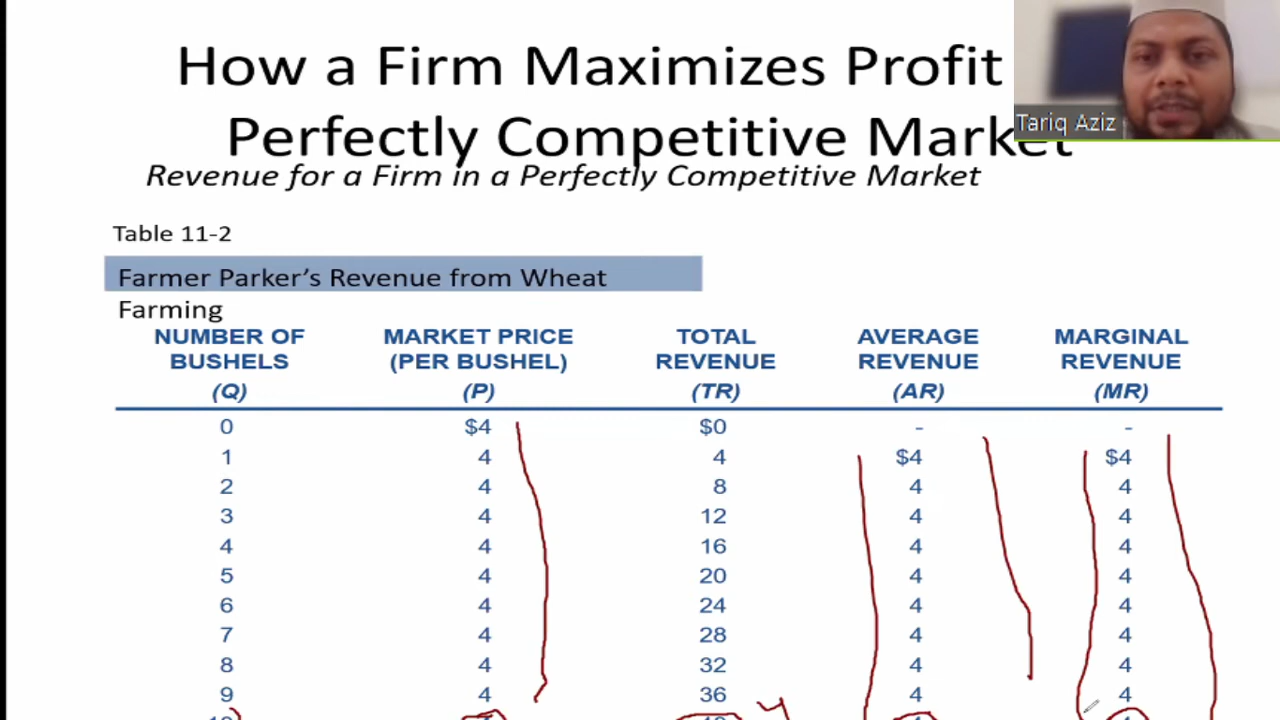 How a Firm Maximizes Profit
Perfectly Competitive Market
Tariq Aziz
Revenue for a Firm in a Perfectly Competitive Market
Table 11-2
Farmer Parker’s Revenue from Wheat
Farming
NUMBER OF MARKET PRICE TOTAL AVERAGE MARGINAL
BUSHELS (PER BUSHEL) REVENUE REVENUE REVENUE
(Q) (P) (TR) (AR) (MR)
0 $4 $0 - -
1 4 4 $4 $4
2 4 8 4 4
3 4 12 4 4
4 4 16 4 4
5 4 20 4 4
6 4 24 4 4
7 4 28 4 4
8 4 32 4 4
9 4 36 4 4